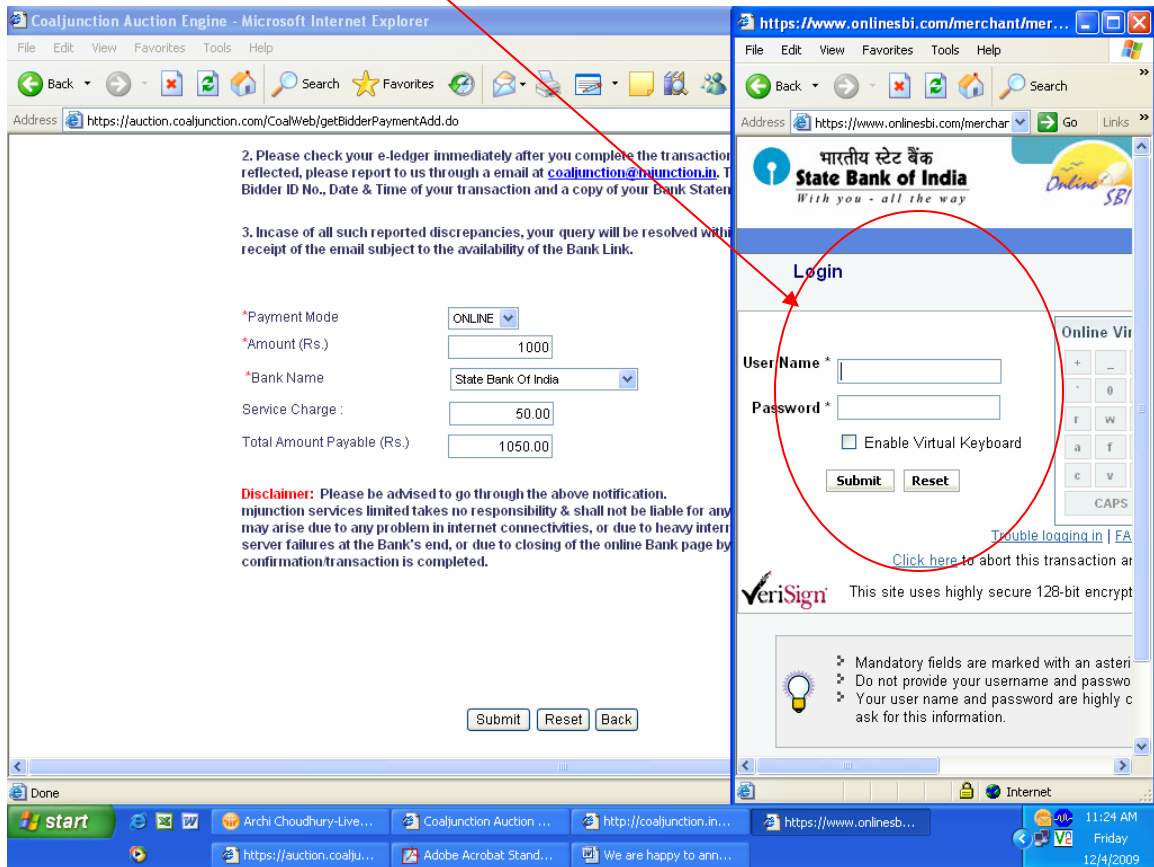 Coaljunction Auction Engine - Microsoft Internet Explorer
File Edit View Favorites Tools Help
Back Search Favorites
Address https://auction.coaljunction.com/CoalWeb/getBidderPaymentAdd.do
2. Please check your e-ledger immediately after you complete the transaction
reflected, please report to us through a email at coaljunction@mjunction.in. T
Bidder ID No., Date & Time of your transaction and a copy of your Bank Staten
3. Incase of all such reported discrepancies, your query will be resolved withi
receipt of the email subject to the availability of the Bank Link.
*Payment Mode ONLINE
*Amount (Rs.) 1000
*Bank Name State Bank Of India
Service Charge : 50.00
Total Amount Payable (Rs.) 1050.00
Disclaimer: Please be advised to go through the above notification.
mjunction services limited takes no responsibility & shall not be liable for any
may arise due to any problem in internet connectivities, or due to heavy interr
server failures at the Bank's end, or due to closing of the online Bank page by
confirmation/transaction is completed.
Submit Reset Back
Done
https://www.onlinesbi.com/merchant/mer...
File Edit View Favorites Tools Help
Back Search »
Address https://www.onlinesbi.com/merchar Go Links »
भारतीय स्टेट बैंक
State Bank of India
With you - all the way
Online SBI
Login
Online Vir
User Name *
Password *
Enable Virtual Keyboard
Submit Reset
+ _
` 0
r w
a f
c v
CAPS
Trouble logging in | FA
Click here to abort this transaction ar
VeriSign This site uses highly secure 128-bit encrypt
Mandatory fields are marked with an asteri
Do not provide your username and passwo
Your user name and password are highly c
ask for this information.
Internet
start
Archi Choudhury-Live...
Coaljunction Auction ...
http://coaljunction.in...
https://www.onlinesb...
https://auction.coalju...
Adobe Acrobat Stand...
We are happy to ann...
11:24 AM
Friday
12/4/2009